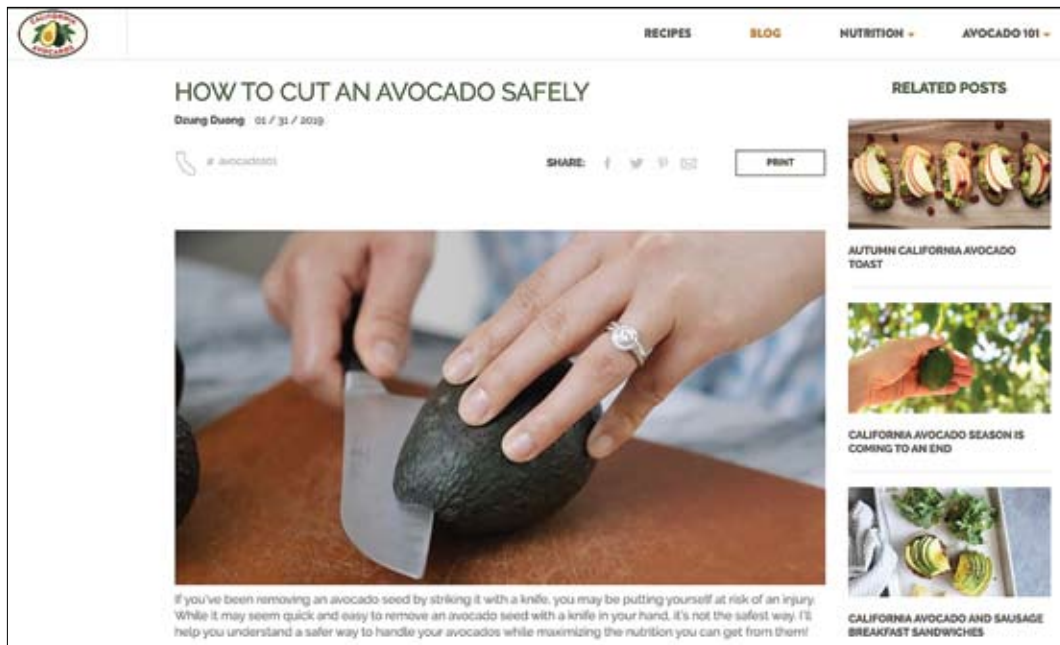 CALIFORNIA
AVOCADOS
RECIPES
BLOG
NUTRITION
AVOCADO 101
HOW TO CUT AN AVOCADO SAFELY
Dzung Duong 01 / 31 / 2019
# avocado101
SHARE:
PRINT
If you've been removing an avocado seed by striking it with a knife, you may be putting yourself at risk of an injury.
While it may seem quick and easy to remove an avocado seed with a knife in your hand, it's not the safest way. I'll
help you understand a safer way to handle your avocados while maximizing the nutrition you can get from them!
RELATED POSTS
AUTUMN CALIFORNIA AVOCADO
TOAST
CALIFORNIA AVOCADO SEASON IS
COMING TO AN END
CALIFORNIA AVOCADO AND SAUSAGE
BREAKFAST SANDWICHES